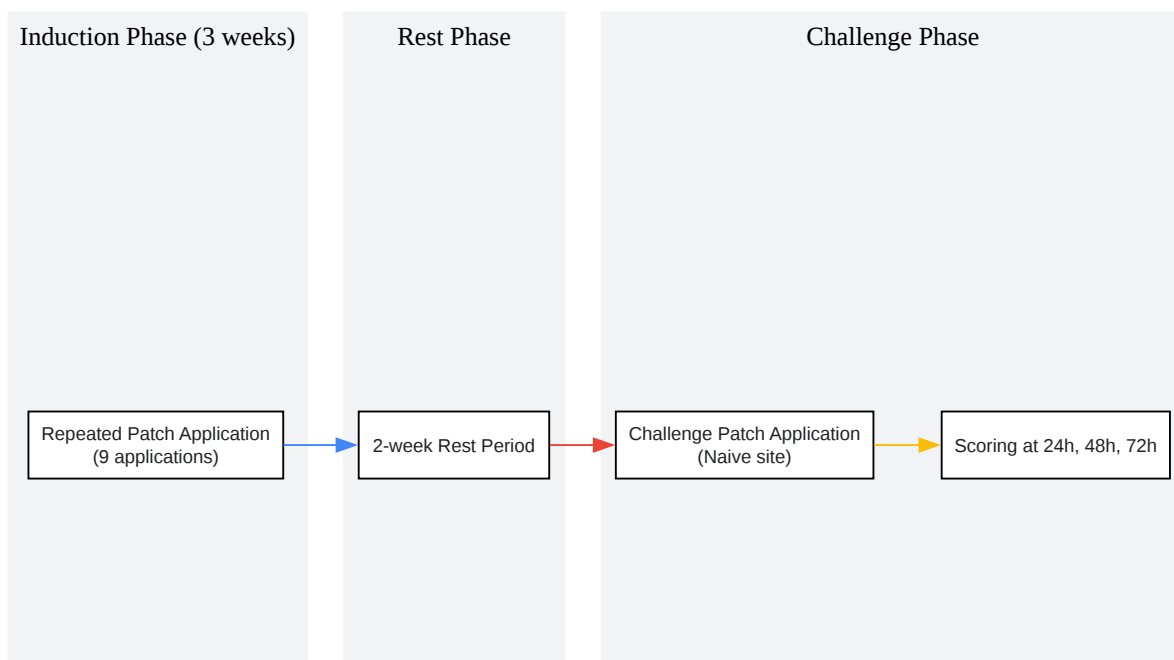 Induction Phase (3 weeks)
Rest Phase
Challenge Phase
Repeated Patch Application
(9 applications)
2-week Rest Period
Challenge Patch Application
(Naive site)
Scoring at 24h, 48h, 72h